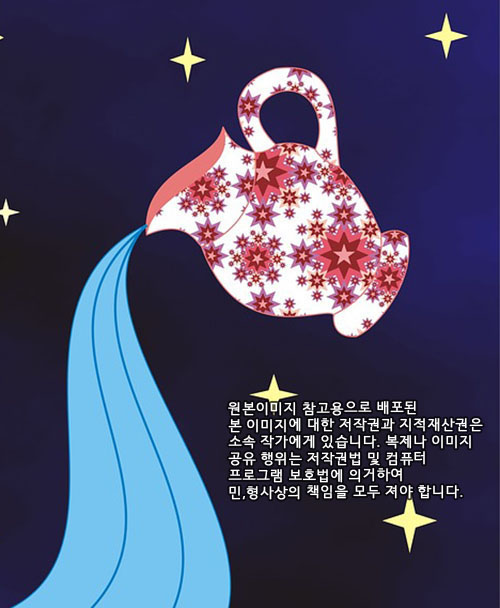 원본이미지 참고용으로 배포된
본 이미지에 대한 저작권과 지적재산권은
소속 작가에게 있습니다. 복제나 이미지
공유 행위는 저작권법 및 컴퓨터
프로그램 보호법에 의거하여
민,형사상의 책임을 모두 져야 합니다.